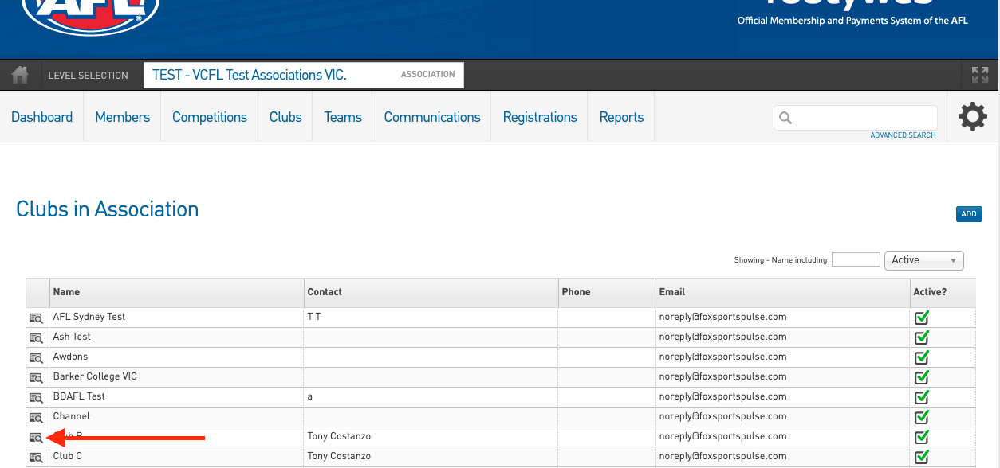 AFL
®
Official Membership and Payments System of the AFL
LEVEL SELECTION TEST - VCFL Test Associations VIC. ASSOCIATION
Dashboard Members Competitions Clubs Teams Communications Registrations Reports
ADVANCED SEARCH
Clubs in Association
ADD
Showing - Name including Active
Name Contact Phone Email Active?
AFL Sydney Test T T noreply@foxsportspulse.com
Ash Test noreply@foxsportspulse.com
Awdons noreply@foxsportspulse.com
Barker College VIC noreply@foxsportspulse.com
BDAFL Test a noreply@foxsportspulse.com
Channel noreply@foxsportspulse.com
Tony Costanzo noreply@foxsportspulse.com
Club C Tony Costanzo noreply@foxsportspulse.com